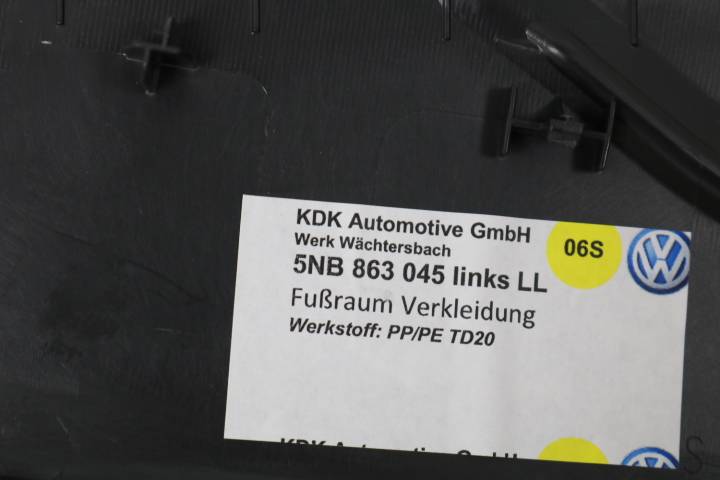 KDK Automotive GmbH
Werk Wächtersbach
06S
5NB 863 045 links LL
Fußraum Verkleidung
Werkstoff: PP/PE TD20